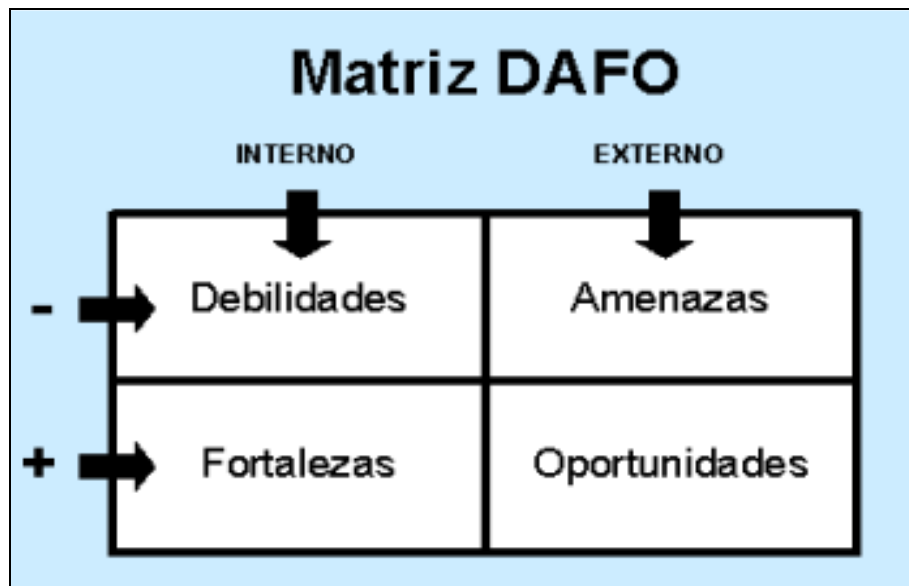 Matriz DAFO
INTERNO EXTERNO
- Debilidades Amenazas
+ Fortalezas Oportunidades